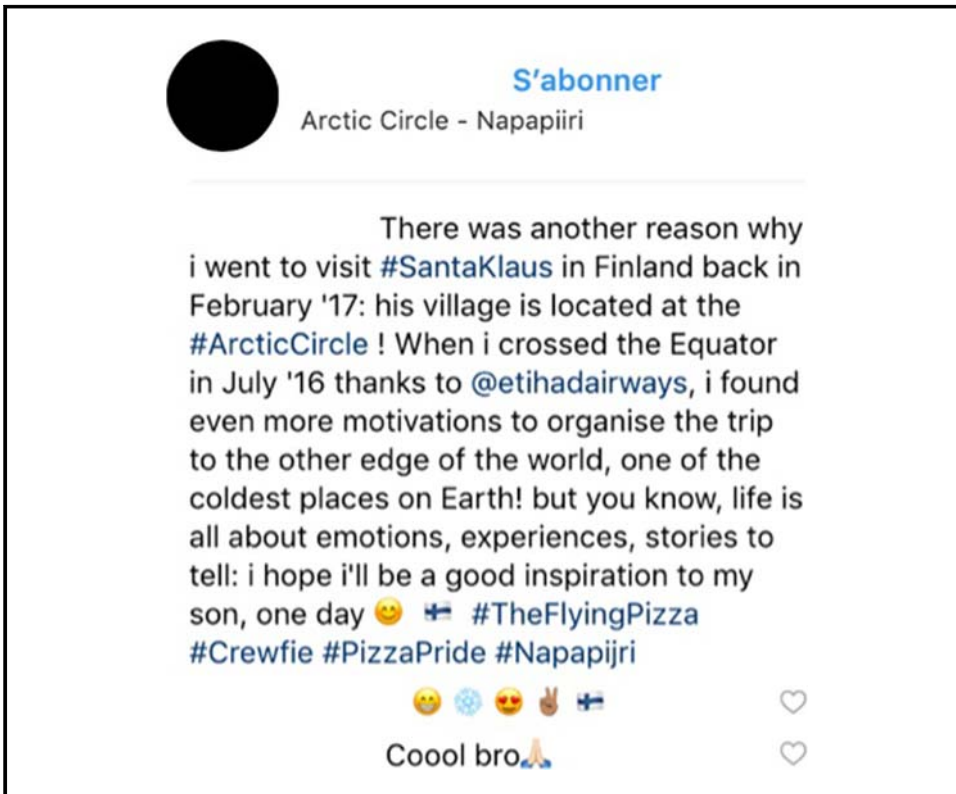 S'abonner
Arctic Circle - Napapiiri
There was another reason why
i went to visit #SantaKlaus in Finland back in
February '17: his village is located at the
#ArcticCircle ! When i crossed the Equator
in July '16 thanks to @etihadairways, i found
even more motivations to organise the trip
to the other edge of the world, one of the
coldest places on Earth! but you know, life is
all about emotions, experiences, stories to
tell: i hope i'll be a good inspiration to my
son, one day 😊 🇫🇮 #TheFlyingPizza
#Crewfie #PizzaPride #Napapijri
😁 ❄️ 😍 ✌🏽 🇫🇮
Coool bro🙏🏻